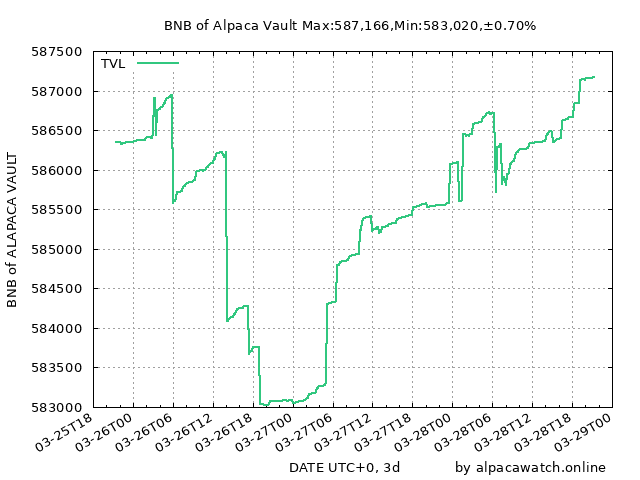 BNB of Alpaca Vault Max:587,166,Min:583,020,±0.70%
587500
TVL
587000
586500
586000
585500
585000
584500
584000
583500
583000
BNB of ALAPACA VAULT
03-25T18
03-26T00
03-26T06
03-26T12
03-26T18
03-27T00
03-27T06
03-27T12
03-27T18
03-28T00
03-28T06
03-28T12
03-28T18
03-29T00
DATE UTC+0, 3d
by alpacawatch.online